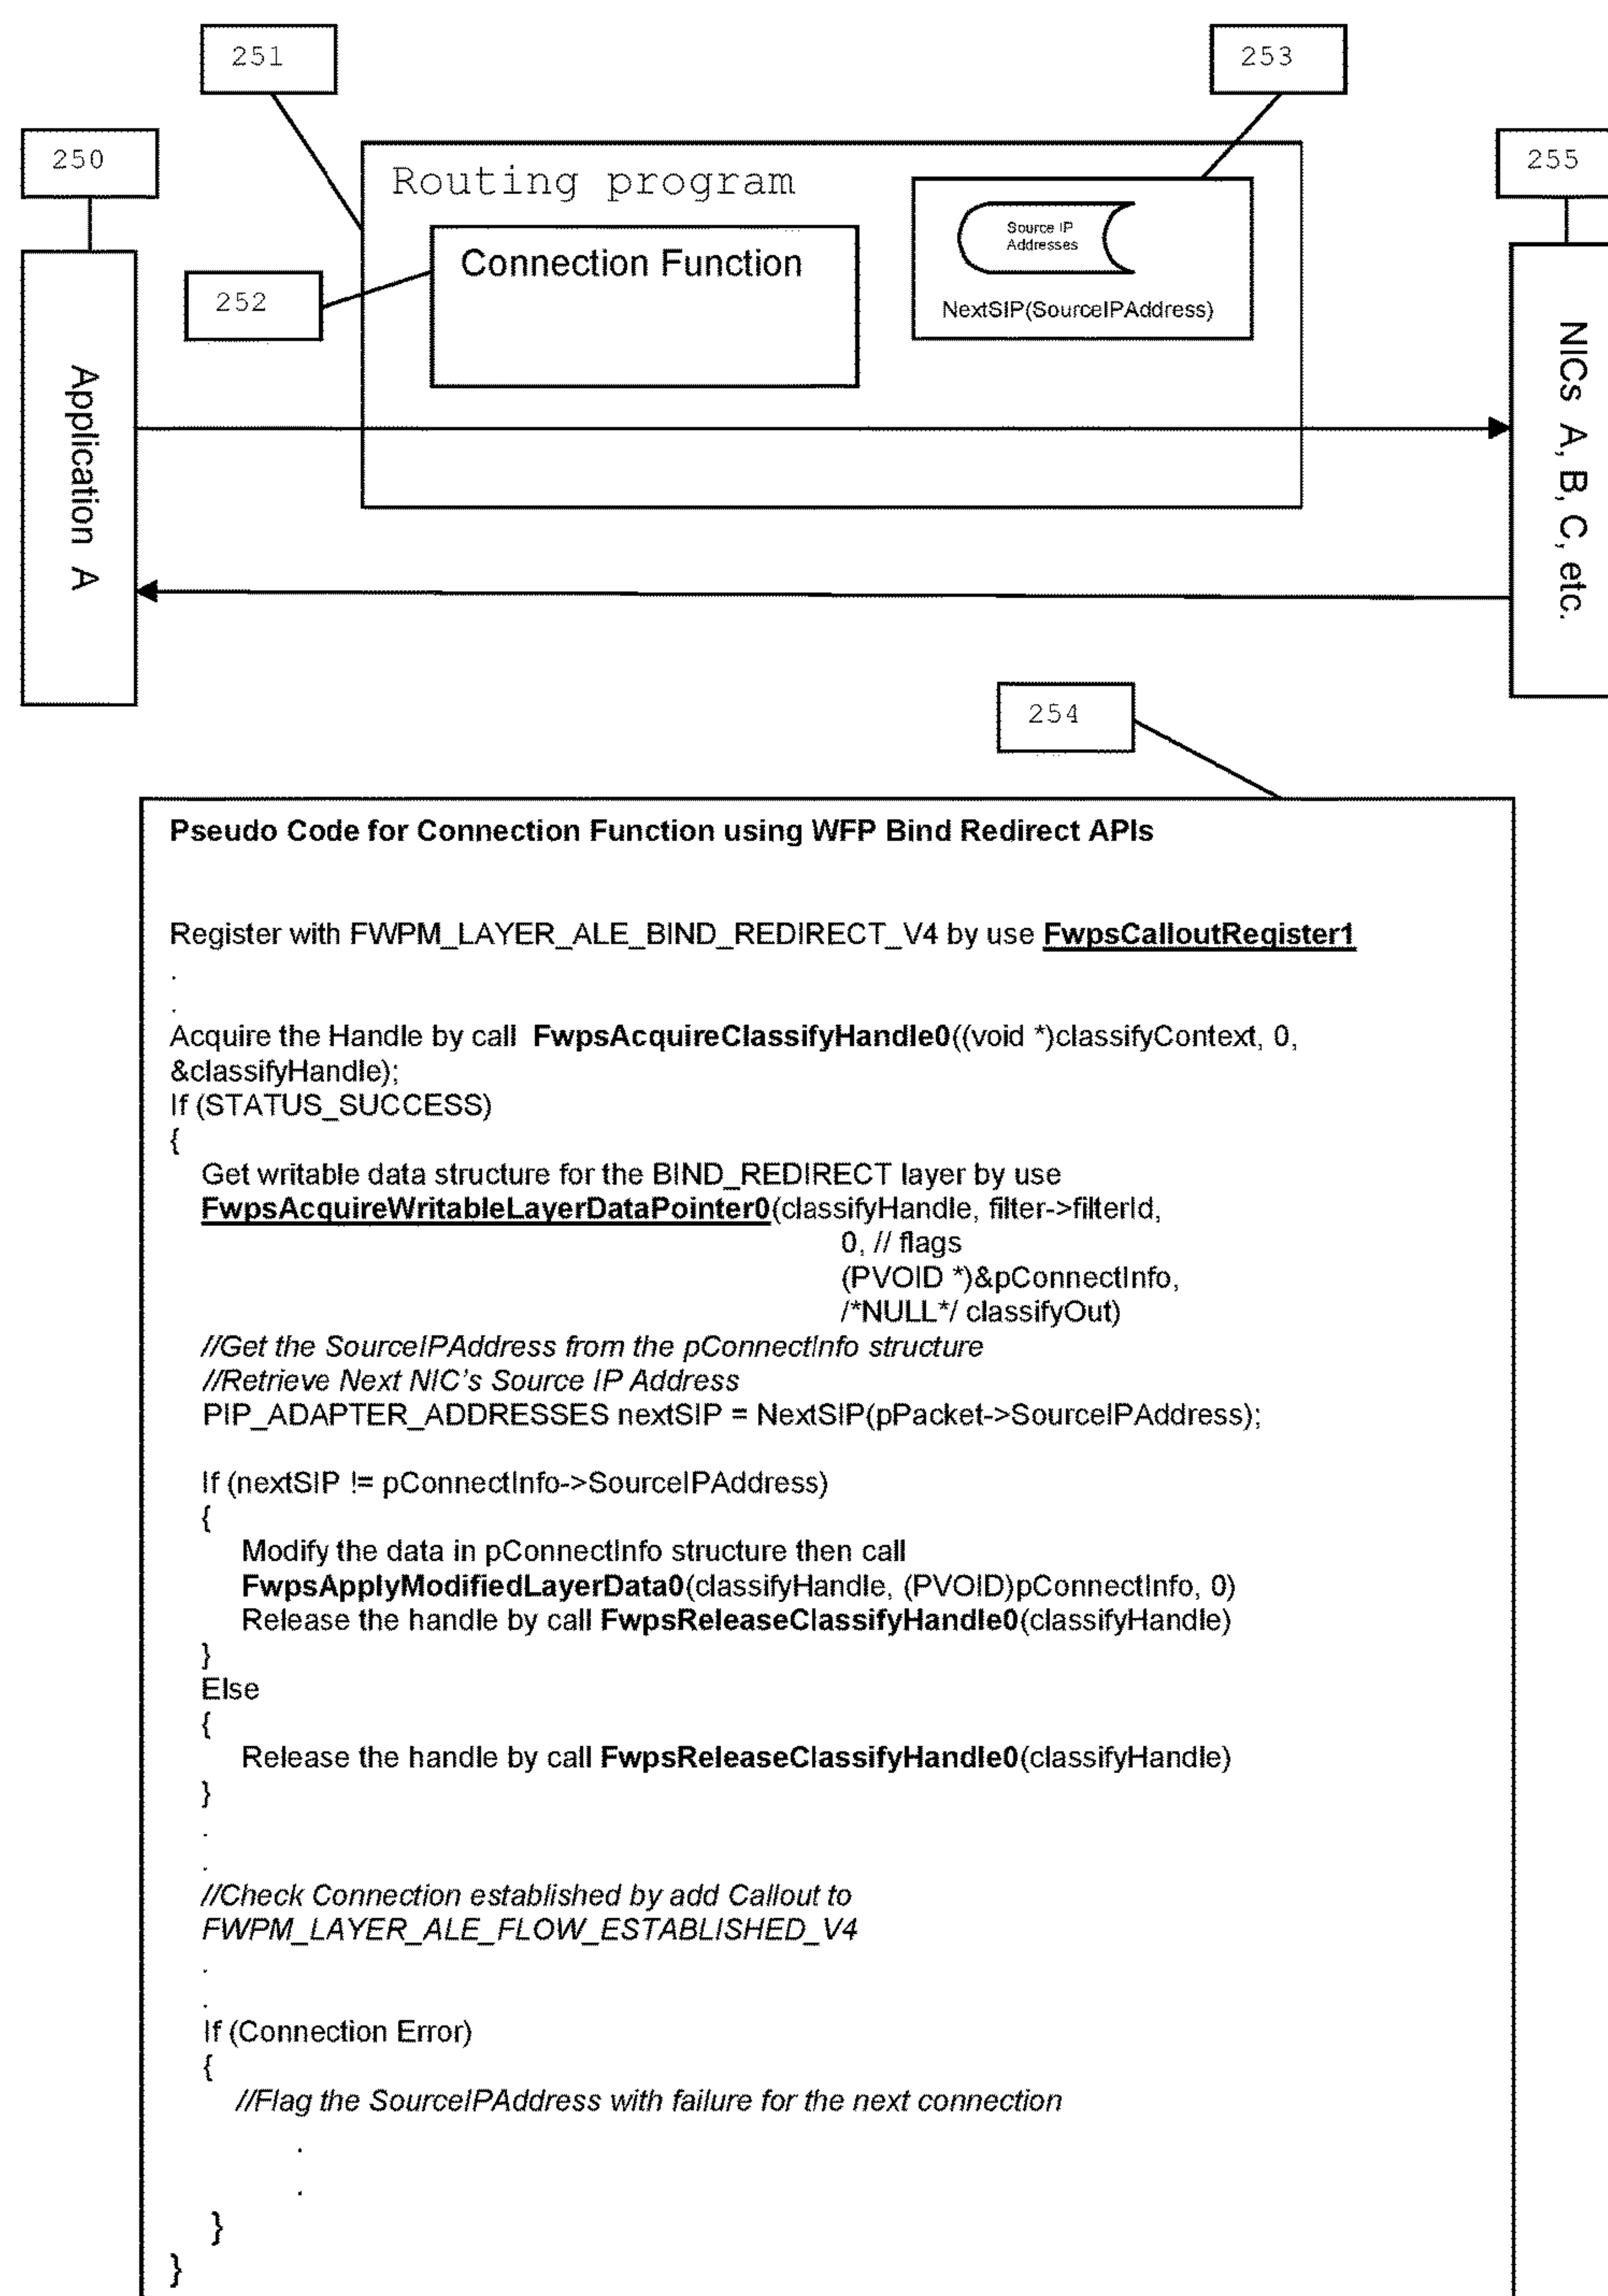 251
253
250
255
Routing program
Source IP
Addresses
Connection Function
252
NextSIP(SourceIPAddress)
Application A
NICs A, B, C, etc.
254
Pseudo Code for Connection Function using WFP Bind Redirect APIs
Register with FWPM_LAYER_ALE_BIND_REDIRECT_V4 by use FwpsCalloutRegister1
.
.
Acquire the Handle by call FwpsAcquireClassifyHandle0((void *)classifyContext, 0,
&classifyHandle);
If (STATUS_SUCCESS)
{
Get writable data structure for the BIND_REDIRECT layer by use
FwpsAcquireWritableLayerDataPointer0(classifyHandle, filter->filterId,
0, // flags
(PVOID *)&pConnectInfo,
/*NULL*/ classifyOut)
//Get the SourceIPAddress from the pConnectInfo structure
//Retrieve Next NIC's Source IP Address
PIP_ADAPTER_ADDRESSES nextSIP = NextSIP(pPacket->SourceIPAddress);
If (nextSIP != pConnectInfo->SourceIPAddress)
{
Modify the data in pConnectInfo structure then call
FwpsApplyModifiedLayerData0(classifyHandle, (PVOID)pConnectInfo, 0)
Release the handle by call FwpsReleaseClassifyHandle0(classifyHandle)
}
Else
{
Release the handle by call FwpsReleaseClassifyHandle0(classifyHandle)
}
.
.
//Check Connection established by add Callout to
FWPM_LAYER_ALE_FLOW_ESTABLISHED_V4
.
.
If (Connection Error)
{
//Flag the SourceIPAddress with failure for the next connection
.
.
}
}